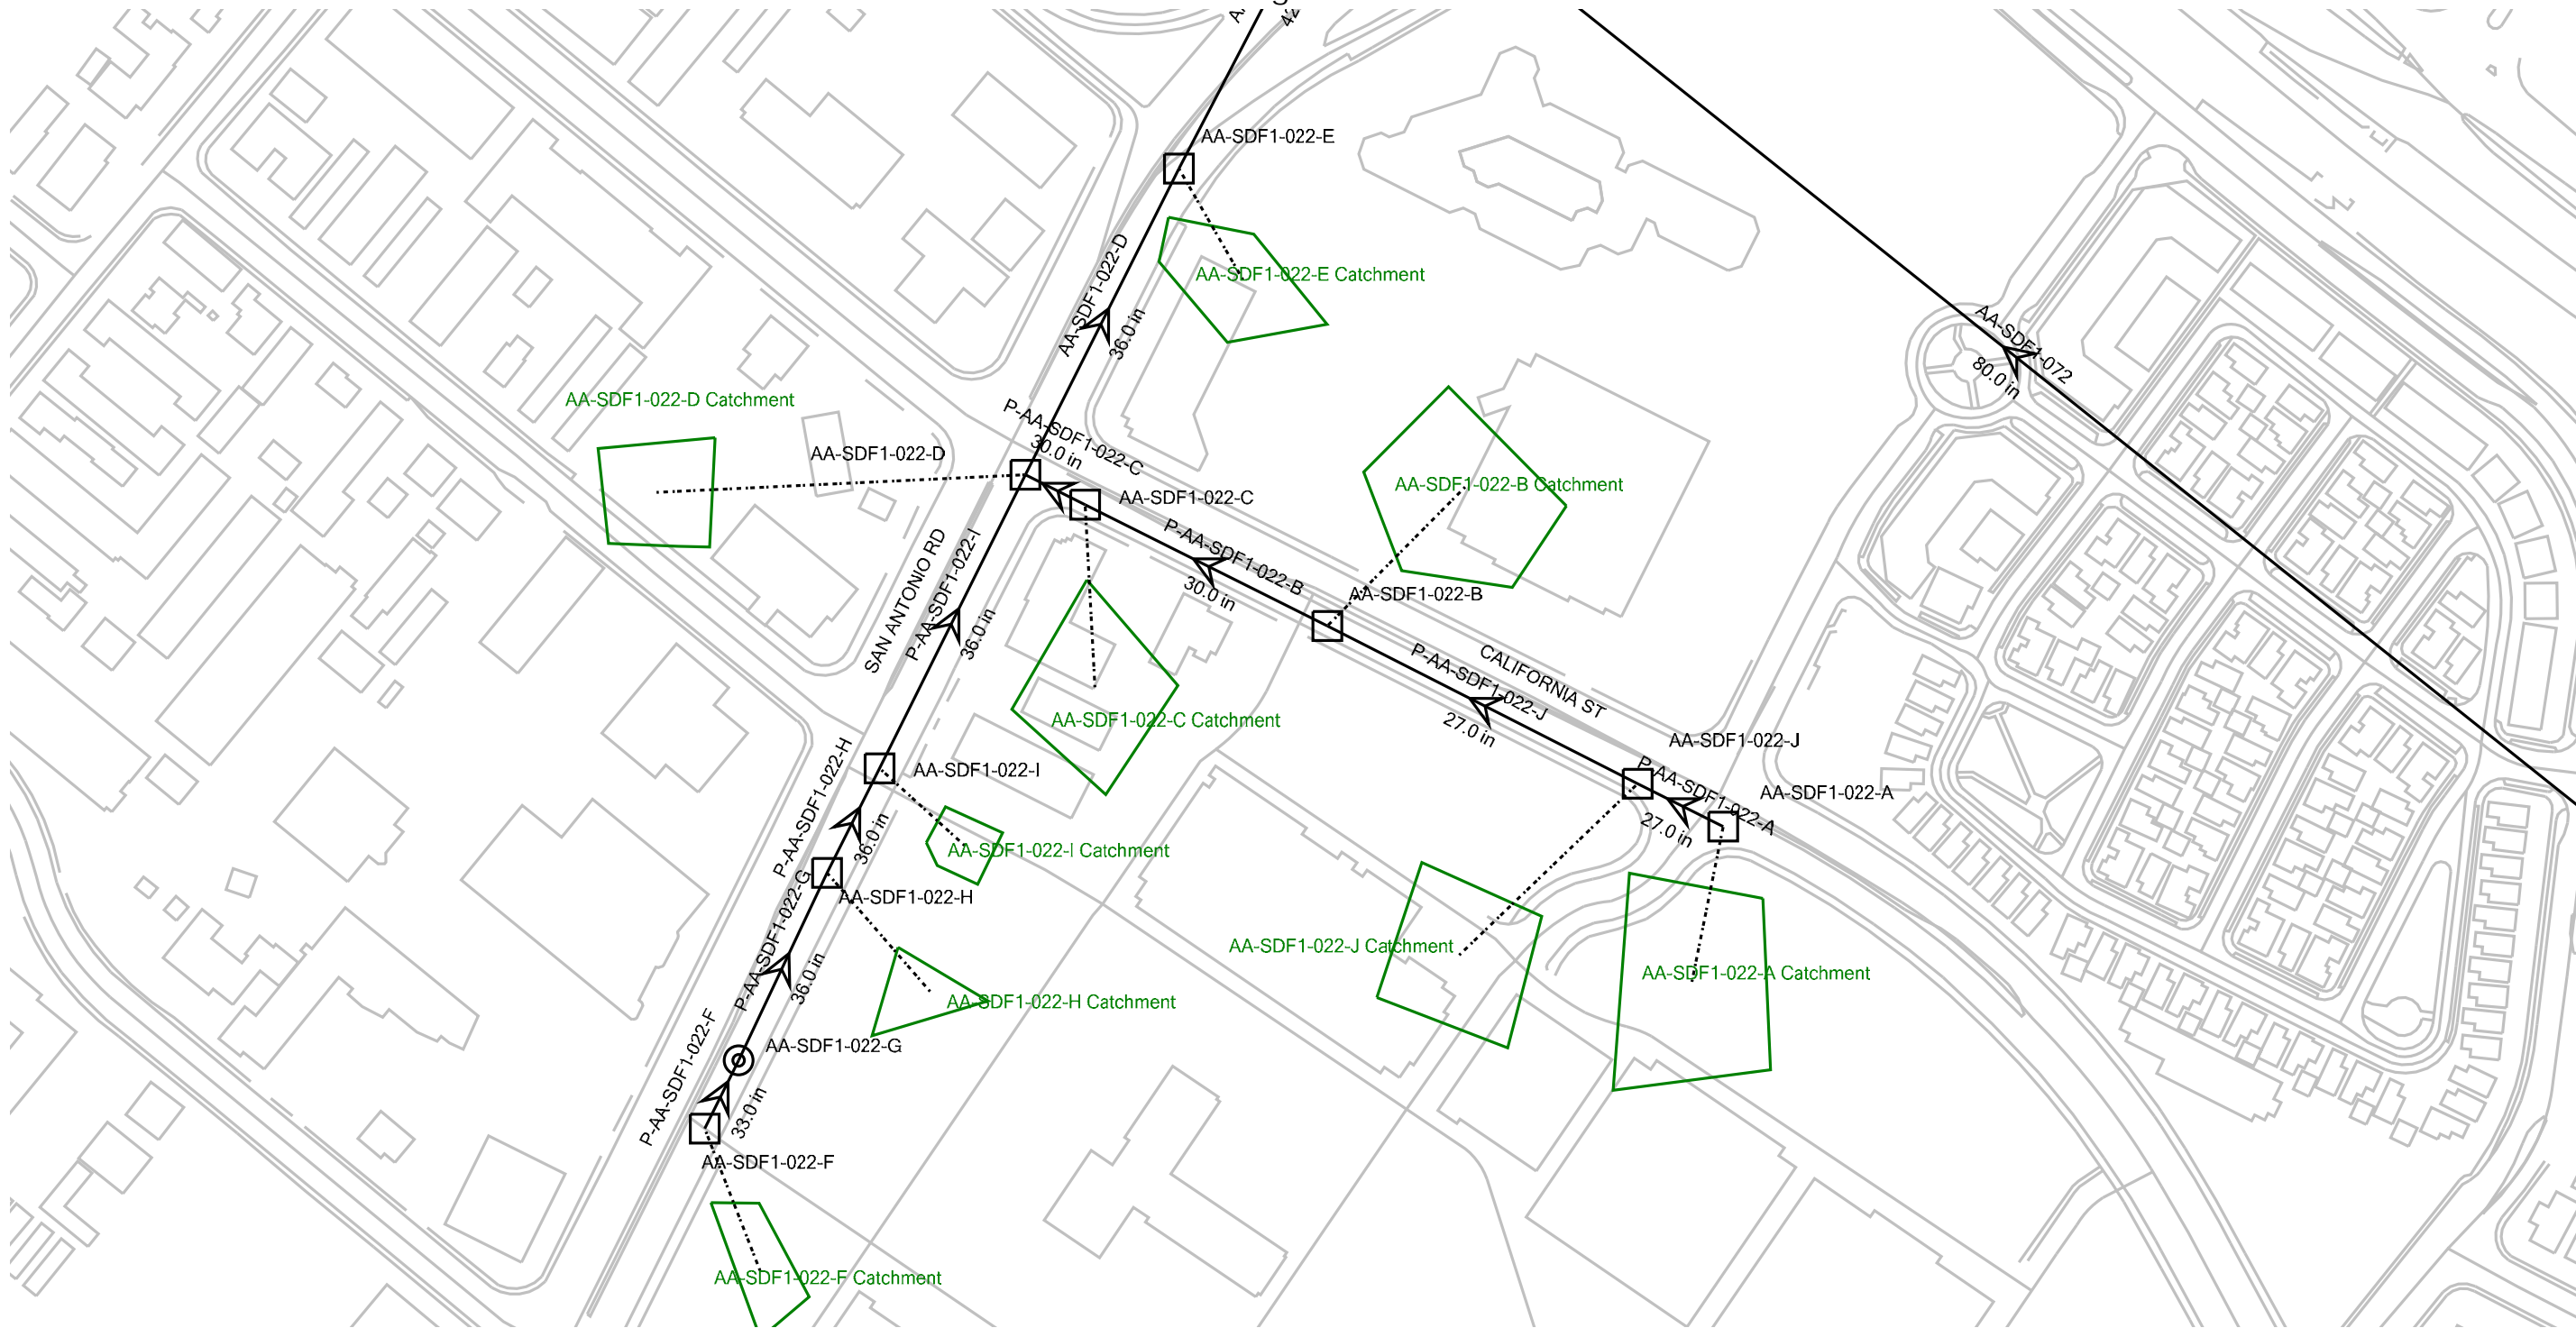 AA-SDF1-022-E
AA-SDF1-022-E Catchment
AA-SDF1-022-D
36.0 in
AA-SDF1-072
80.0 in
AA-SDF1-022-D Catchment
AA-SDF1-022-D
P-AA-SDF1-022-C
30.0 in
AA-SDF1-022-C
AA-SDF1-022-B Catchment
P-AA-SDF1-022-B
30.0 in
AA-SDF1-022-B
SAN ANTONIO RD
P-AA-SDF1-022-I
36.0 in
CALIFORNIA ST
P-AA-SDF1-022-J
27.0 in
AA-SDF1-022-C Catchment
AA-SDF1-022-J
P-AA-SDF1-022-A
27.0 in
AA-SDF1-022-A
AA-SDF1-022-I
P-AA-SDF1-022-H
36.0 in
AA-SDF1-022-I Catchment
AA-SDF1-022-H
P-AA-SDF1-022-G
36.0 in
AA-SDF1-022-J Catchment
AA-SDF1-022-A Catchment
AA-SDF1-022-H Catchment
AA-SDF1-022-G
P-AA-SDF1-022-F
33.0 in
AA-SDF1-022-F
AA-SDF1-022-F Catchment